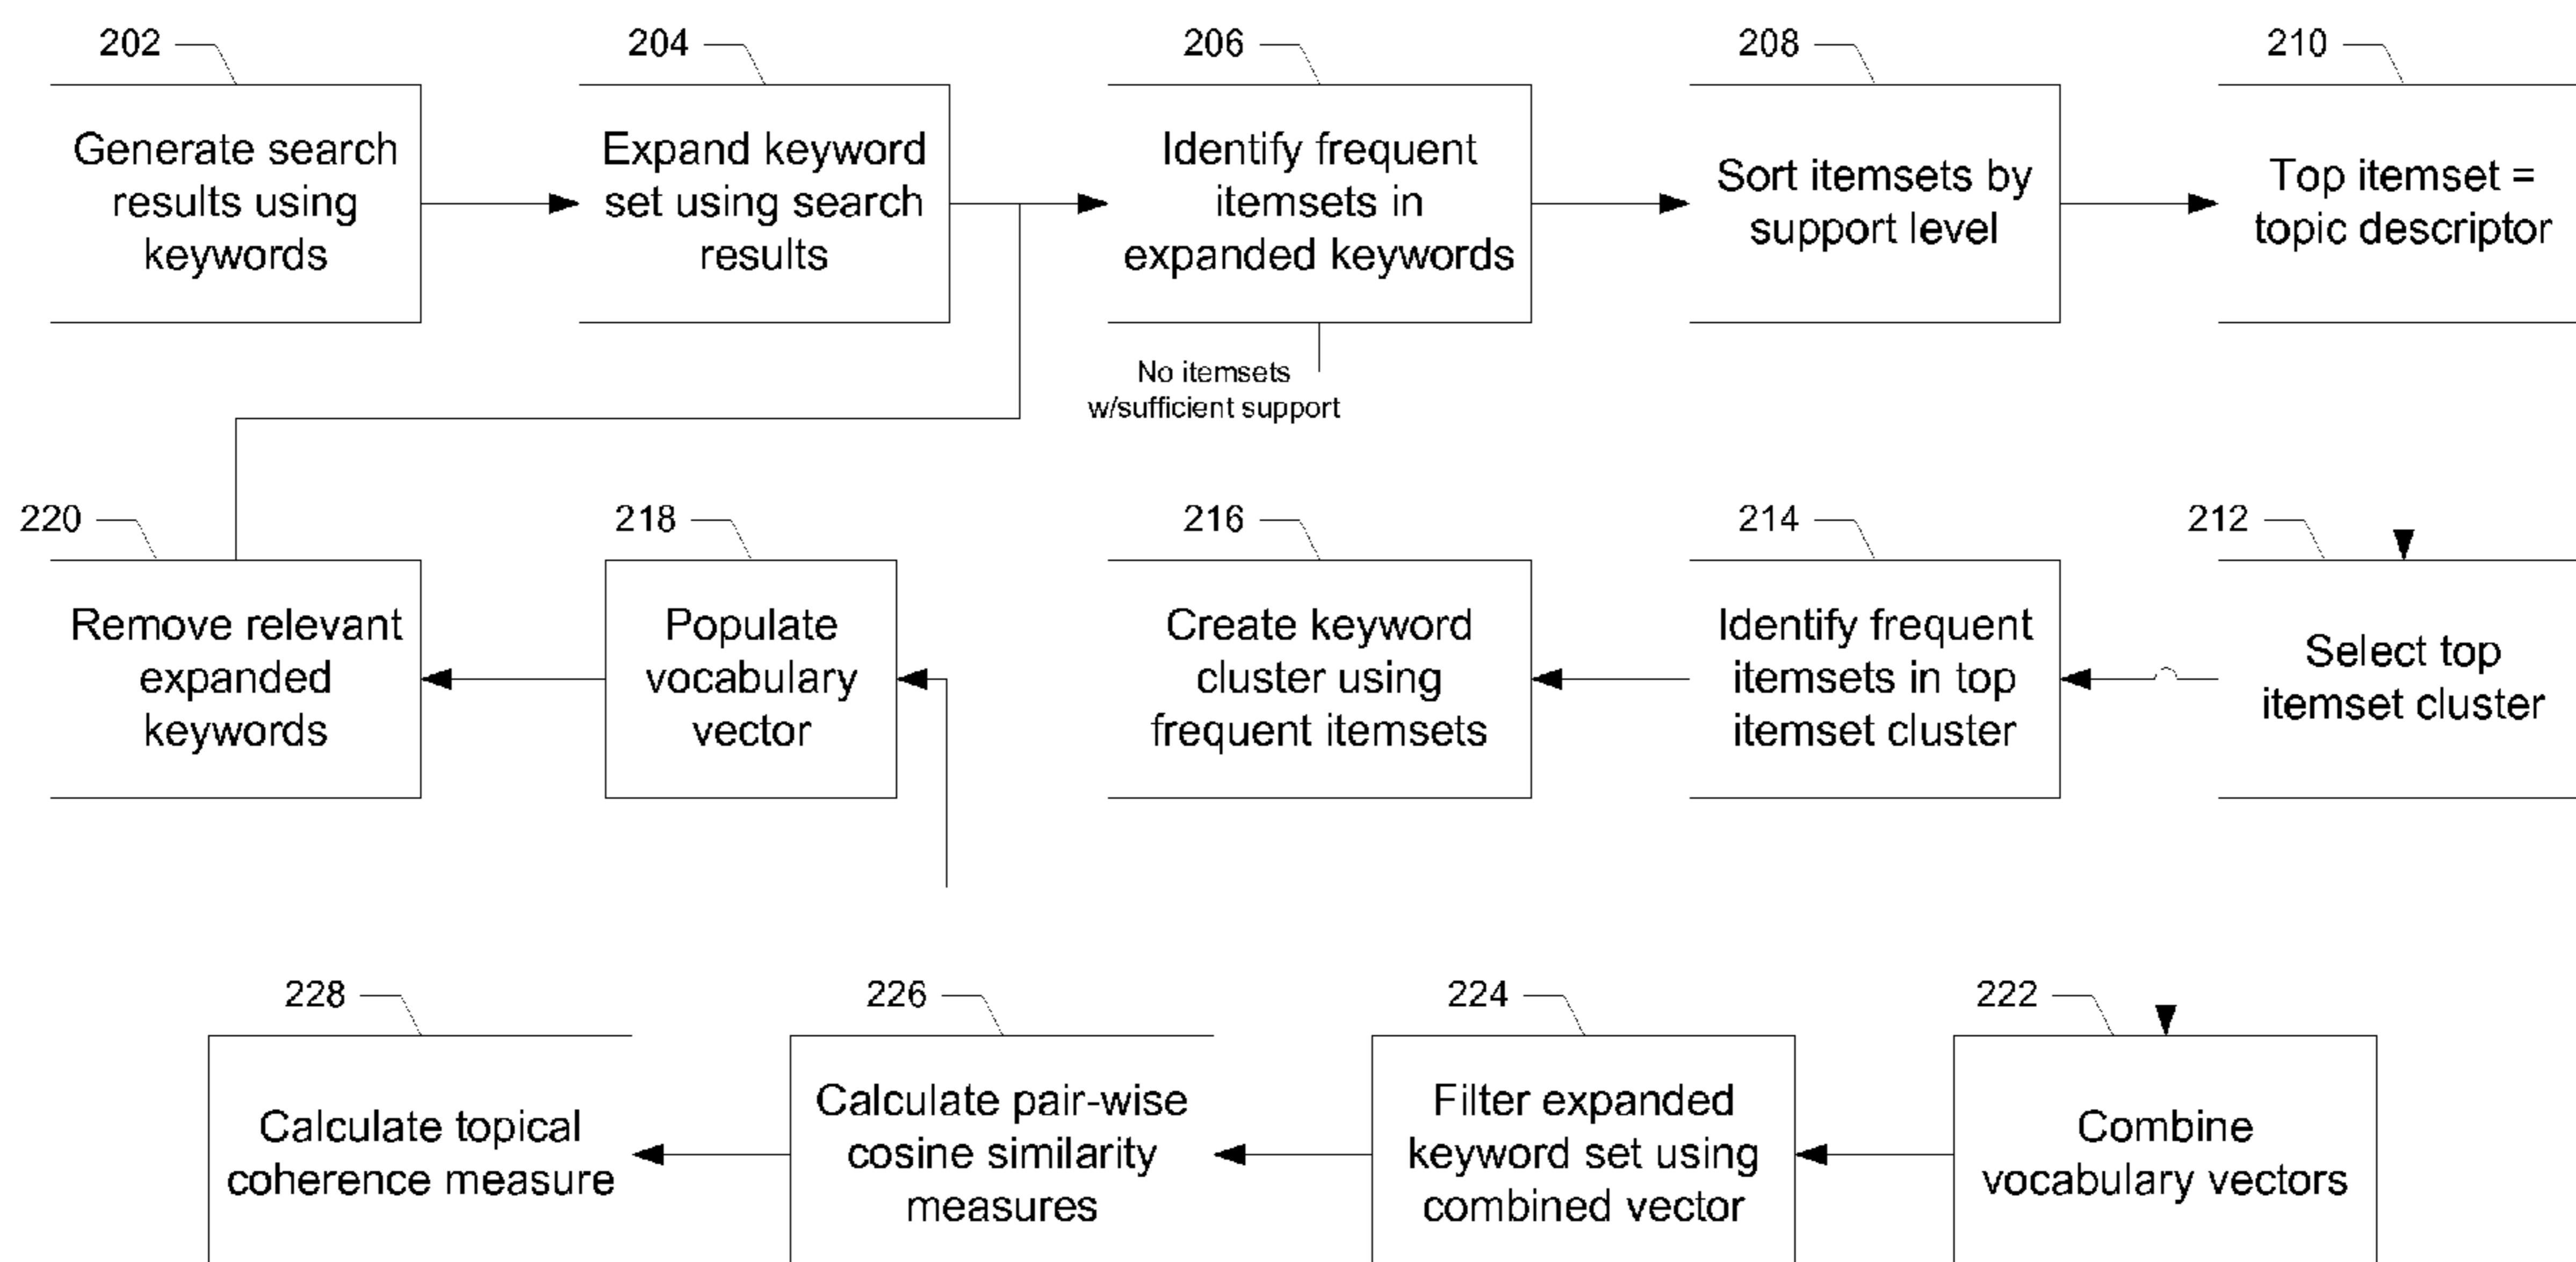 202
204
206
208
210
Generate search
results using
keywords
Expand keyword
set using search
results
Identify frequent
itemsets in
expanded keywords
Sort itemsets by
support level
Top itemset =
topic descriptor
No itemsets
w/sufficient support
220
218
216
214
212
Remove relevant
expanded
keywords
Populate
vocabulary
vector
Create keyword
cluster using
frequent itemsets
Identify frequent
itemsets in top
itemset cluster
Select top
itemset cluster
228
226
224
222
Calculate topical
coherence measure
Calculate pair-wise
cosine similarity
measures
Filter expanded
keyword set using
combined vector
Combine
vocabulary vectors